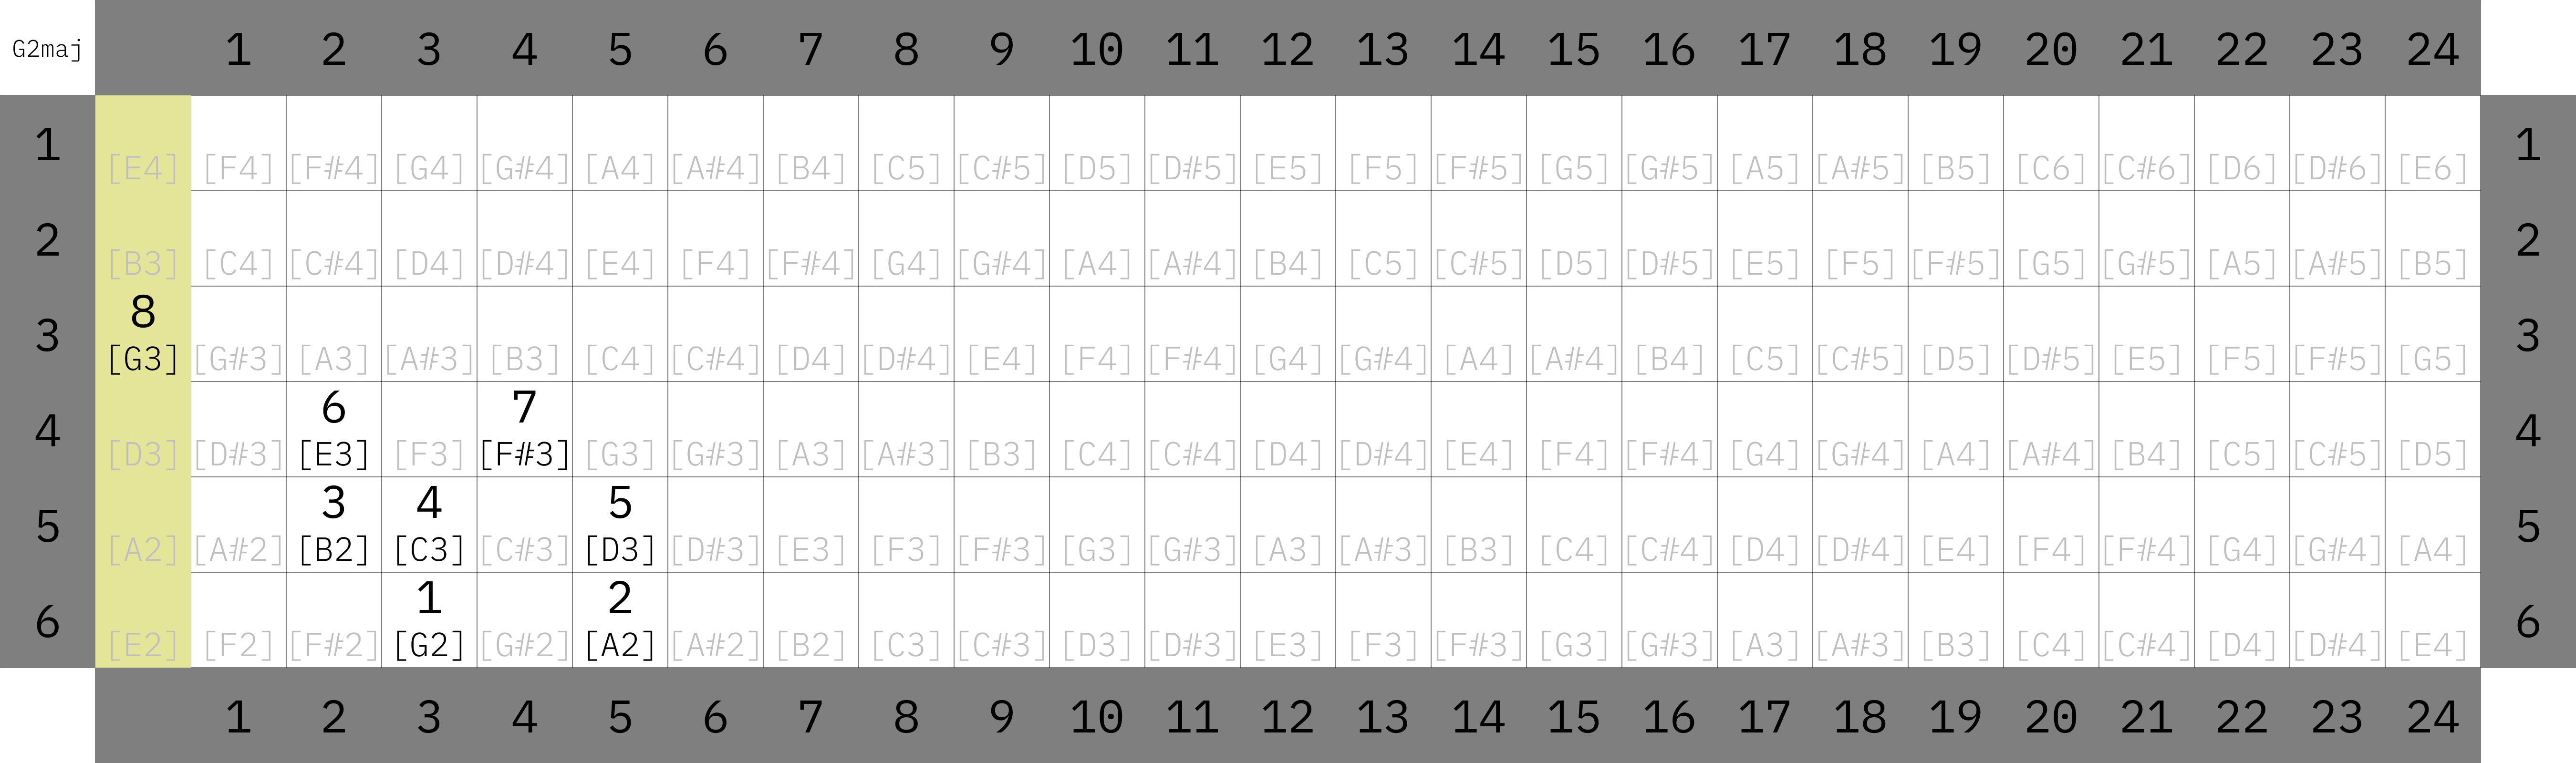 G2maj 1 2 3 4 5 6 7 8 9 10 11 12 13 14 15 16 17 18 19 20 21 22 23 24
1 [E4] [F4] [F#4] [G4] [G#4] [A4] [A#4] [B4] [C5] [C#5] [D5] [D#5] [E5] [F5] [F#5] [G5] [G#5] [A5] [A#5] [B5] [C6] [C#6] [D6] [D#6] [E6] 1
2 [B3] [C4] [C#4] [D4] [D#4] [E4] [F4] [F#4] [G4] [G#4] [A4] [A#4] [B4] [C5] [C#5] [D5] [D#5] [E5] [F5] [F#5] [G5] [G#5] [A5] [A#5] [B5] 2
8
3 [G3] [G#3] [A3] [A#3] [B3] [C4] [C#4] [D4] [D#4] [E4] [F4] [F#4] [G4] [G#4] [A4] [A#4] [B4] [C5] [C#5] [D5] [D#5] [E5] [F5] [F#5] [G5] 3
6 7
4 [D3] [D#3] [E3] [F3] [F#3] [G3] [G#3] [A3] [A#3] [B3] [C4] [C#4] [D4] [D#4] [E4] [F4] [F#4] [G4] [G#4] [A4] [A#4] [B4] [C5] [C#5] [D5] 4
3 4 5
5 [A2] [A#2] [B2] [C3] [C#3] [D3] [D#3] [E3] [F3] [F#3] [G3] [G#3] [A3] [A#3] [B3] [C4] [C#4] [D4] [D#4] [E4] [F4] [F#4] [G4] [G#4] [A4] 5
1 2
6 [E2] [F2] [F#2] [G2] [G#2] [A2] [A#2] [B2] [C3] [C#3] [D3] [D#3] [E3] [F3] [F#3] [G3] [G#3] [A3] [A#3] [B3] [C4] [C#4] [D4] [D#4] [E4] 6
1 2 3 4 5 6 7 8 9 10 11 12 13 14 15 16 17 18 19 20 21 22 23 24